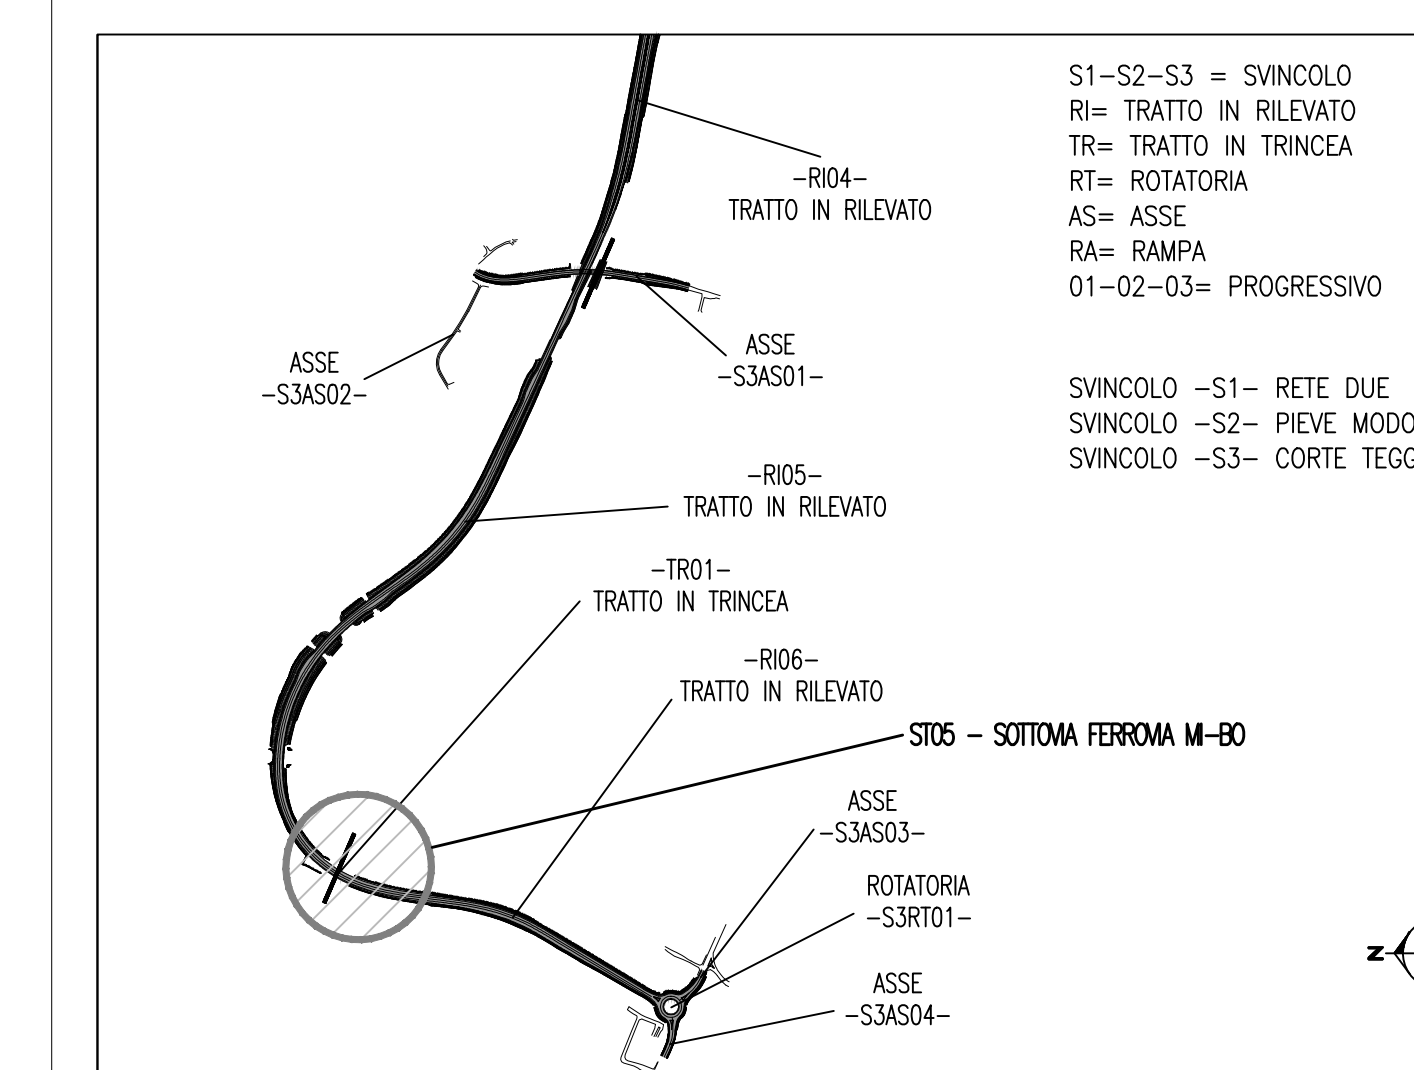 S1-S2-S3 = SVINCOLO
RI= TRATTO IN RILEVATO
TR= TRATTO IN TRINCEA
RT= ROTATORIA
AS= ASSE
RA= RAMPA
01-02-03= PROGRESSIVO
SVINCOLO -S1- RETE DUE
SVINCOLO -S2- PIEVE MODO
SVINCOLO -S3- CORTE TEGG
-RI04-
TRATTO IN RILEVATO
ASSE
-S3AS02-
ASSE
-S3AS01-
-RI05-
TRATTO IN RILEVATO
-TR01-
TRATTO IN TRINCEA
-RI06-
TRATTO IN RILEVATO
ST05 - SOTTOVIA FERROVIA MI-BO
ASSE
-S3AS03-
ROTATORIA
-S3RT01-
ASSE
-S3AS04-
N